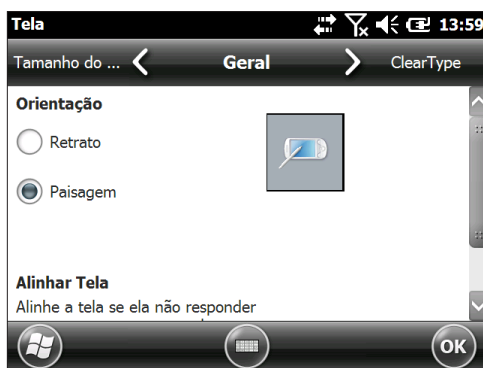 Tela 13:59
Tamanho do ... Geral ClearType
Orientação
Retrato
Paisagem
Alinhar Tela
Alinhe a tela se ela não responder
OK